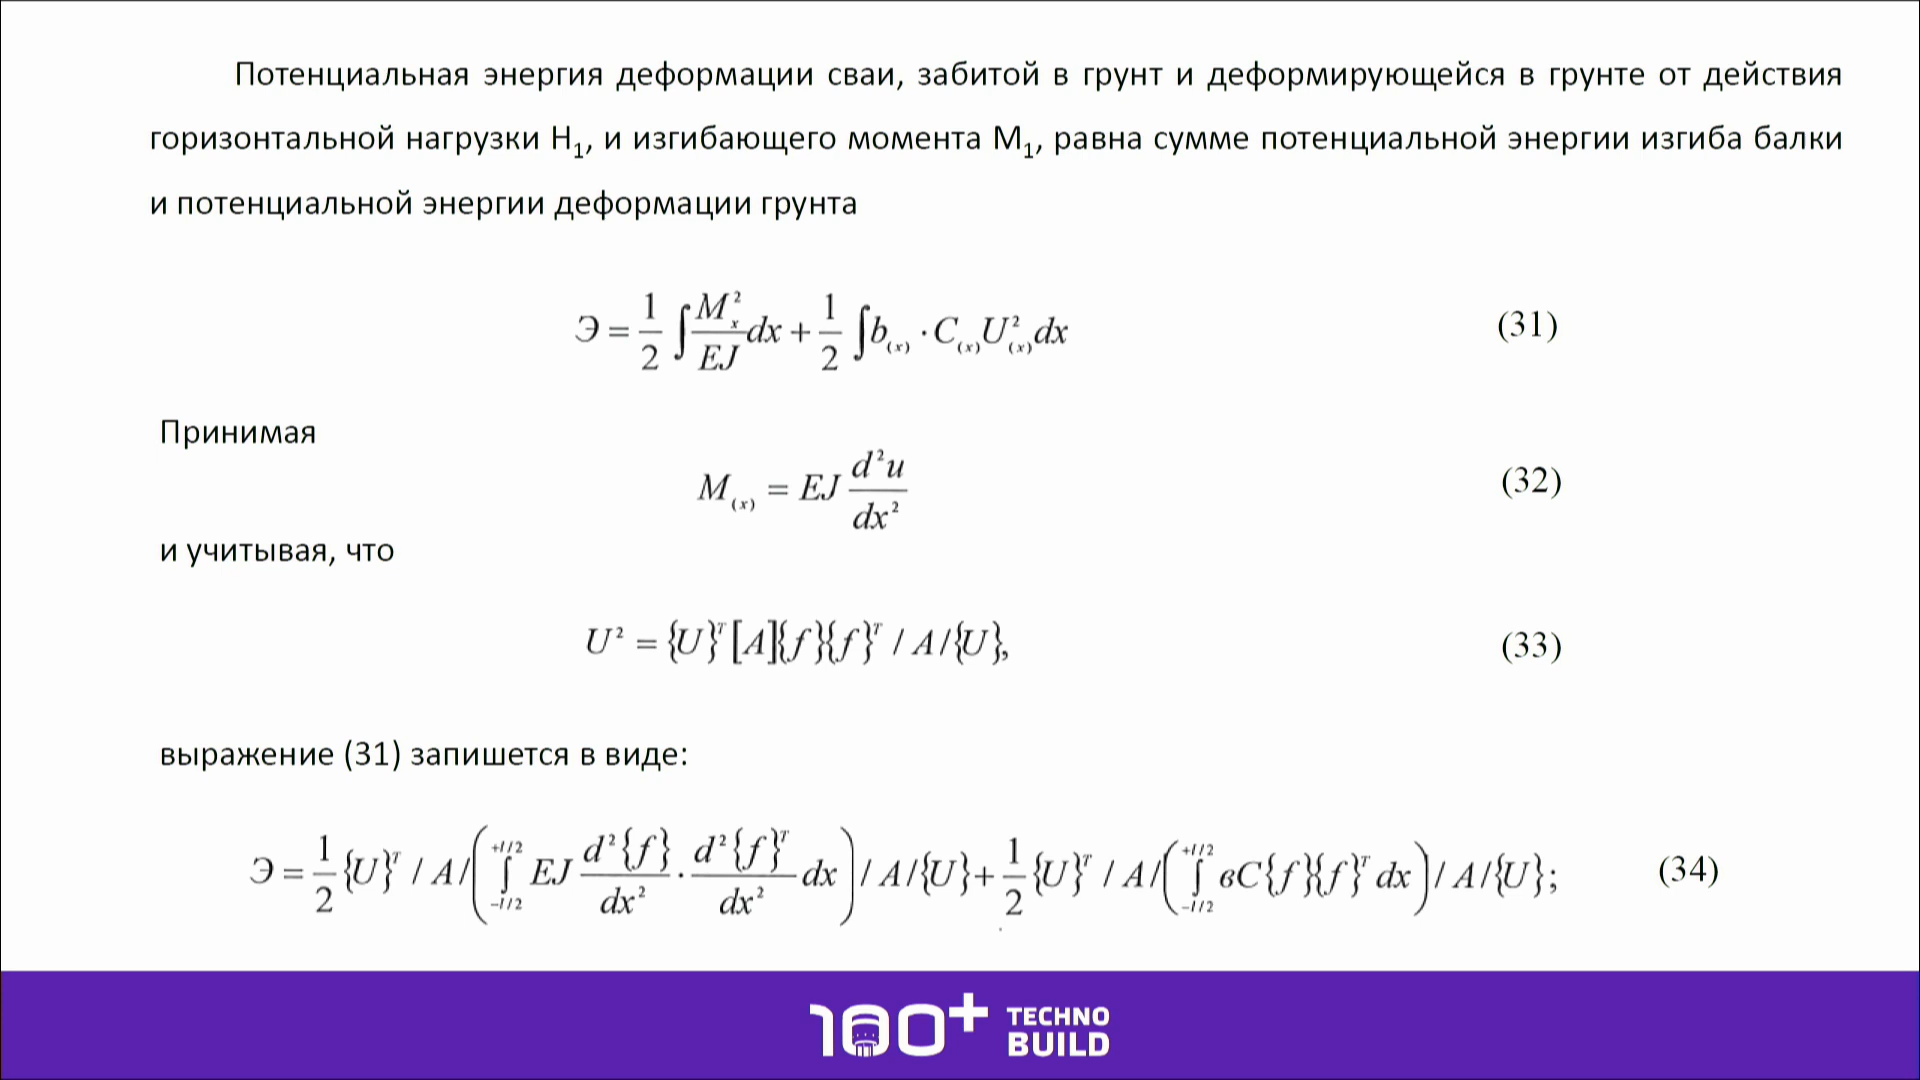 Потенциальная энергия деформации сваи, забитой в грунт и деформирующейся в грунте от действия
горизонтальной нагрузки H₁, и изгибающего момента M₁, равна сумме потенциальной энергии изгиба балки
и потенциальной энергии деформации грунта
Э = 1/2 ∫ M²ₓ/EJ dx + 1/2 ∫ b₍ₓ₎ · C₍ₓ₎U²₍ₓ₎dx (31)
Принимая
M₍ₓ₎ = EJ d²u/dx² (32)
и учитывая, что
U² = {U}ᵀ[A]{f}{f}ᵀ / A/{U}, (33)
выражение (31) запишется в виде:
Э = 1/2 {U}ᵀ / A/( ∫₋ₗ/₂⁺ˡ/² EJ d²{f}/dx² · d²{f}ᵀ/dx² dx )/ A/{U} + 1/2 {U}ᵀ / A/( ∫₋ₗ/₂⁺ˡ/² вC{f}{f}ᵀ dx )/ A/{U}; (34)
100+ TECHNO
BUILD